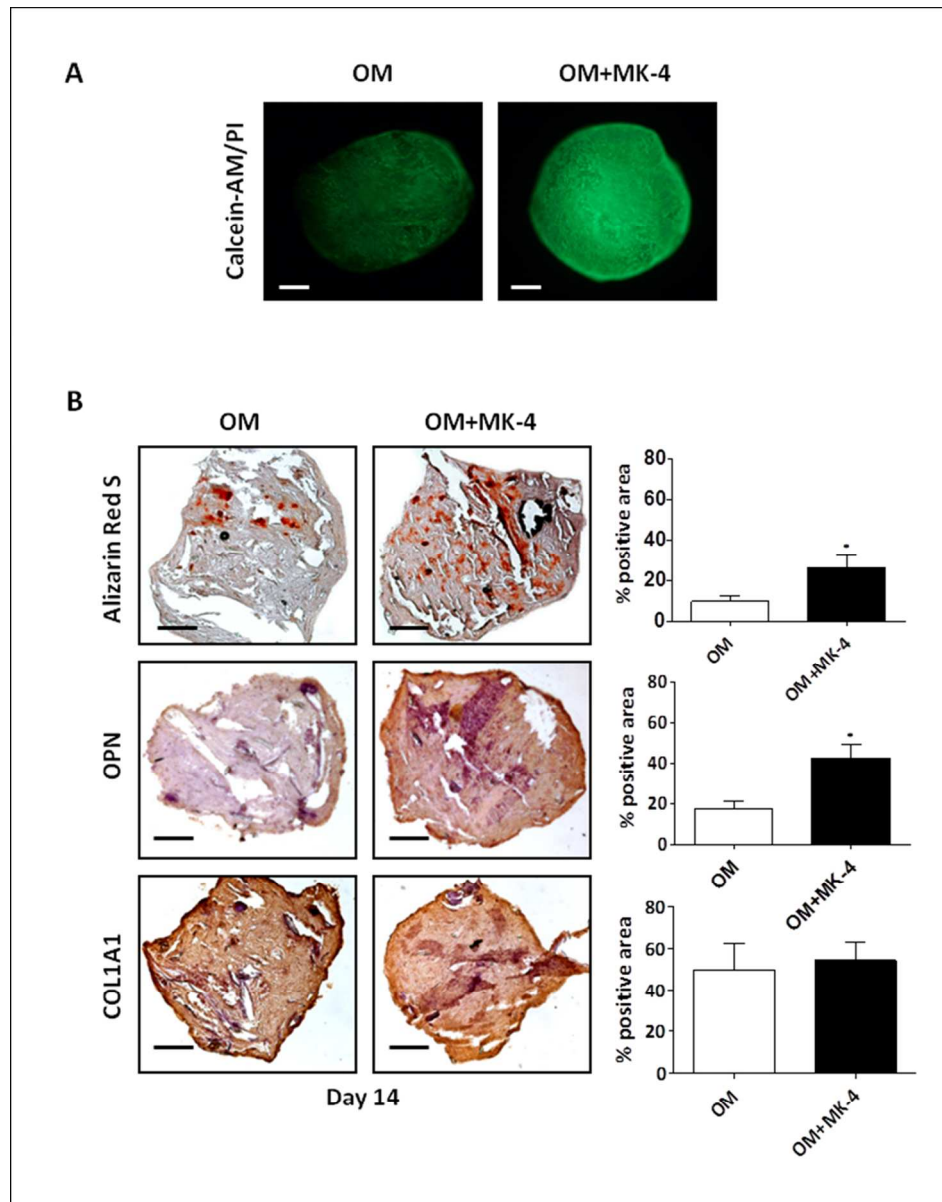 A
OM
OM+MK-4
Calcein-AM/PI
B
OM
OM+MK-4
Alizarin Red S
% positive area
80
60
40
20
0
*
OM
OM+MK-4
OPN
% positive area
80
60
40
20
0
*
OM
OM+MK-4
COL1A1
% positive area
80
60
40
20
0
OM
OM+MK-4
Day 14